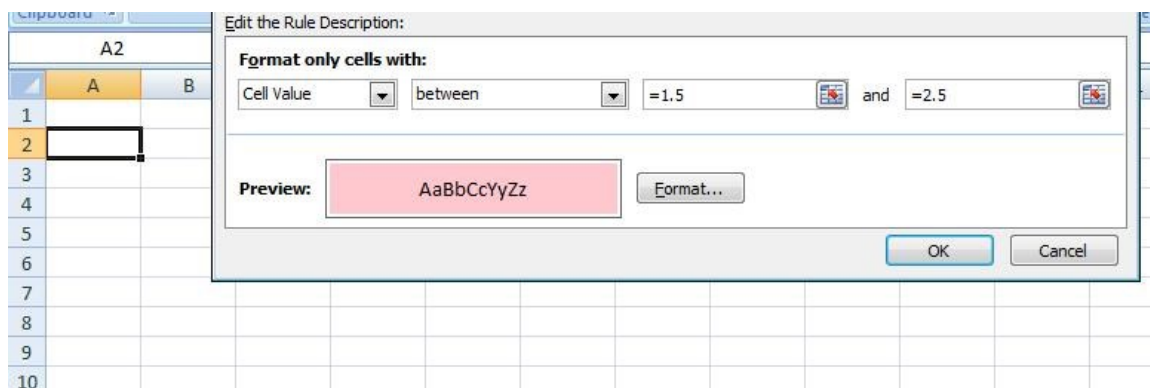 Clipboard
Edit the Rule Description:
A2
Format only cells with:
A B
Cell Value between =1.5 and =2.5
1
2
3
Preview: AaBbCcYyZz Format...
4
5
OK Cancel
6
7
8
9
10